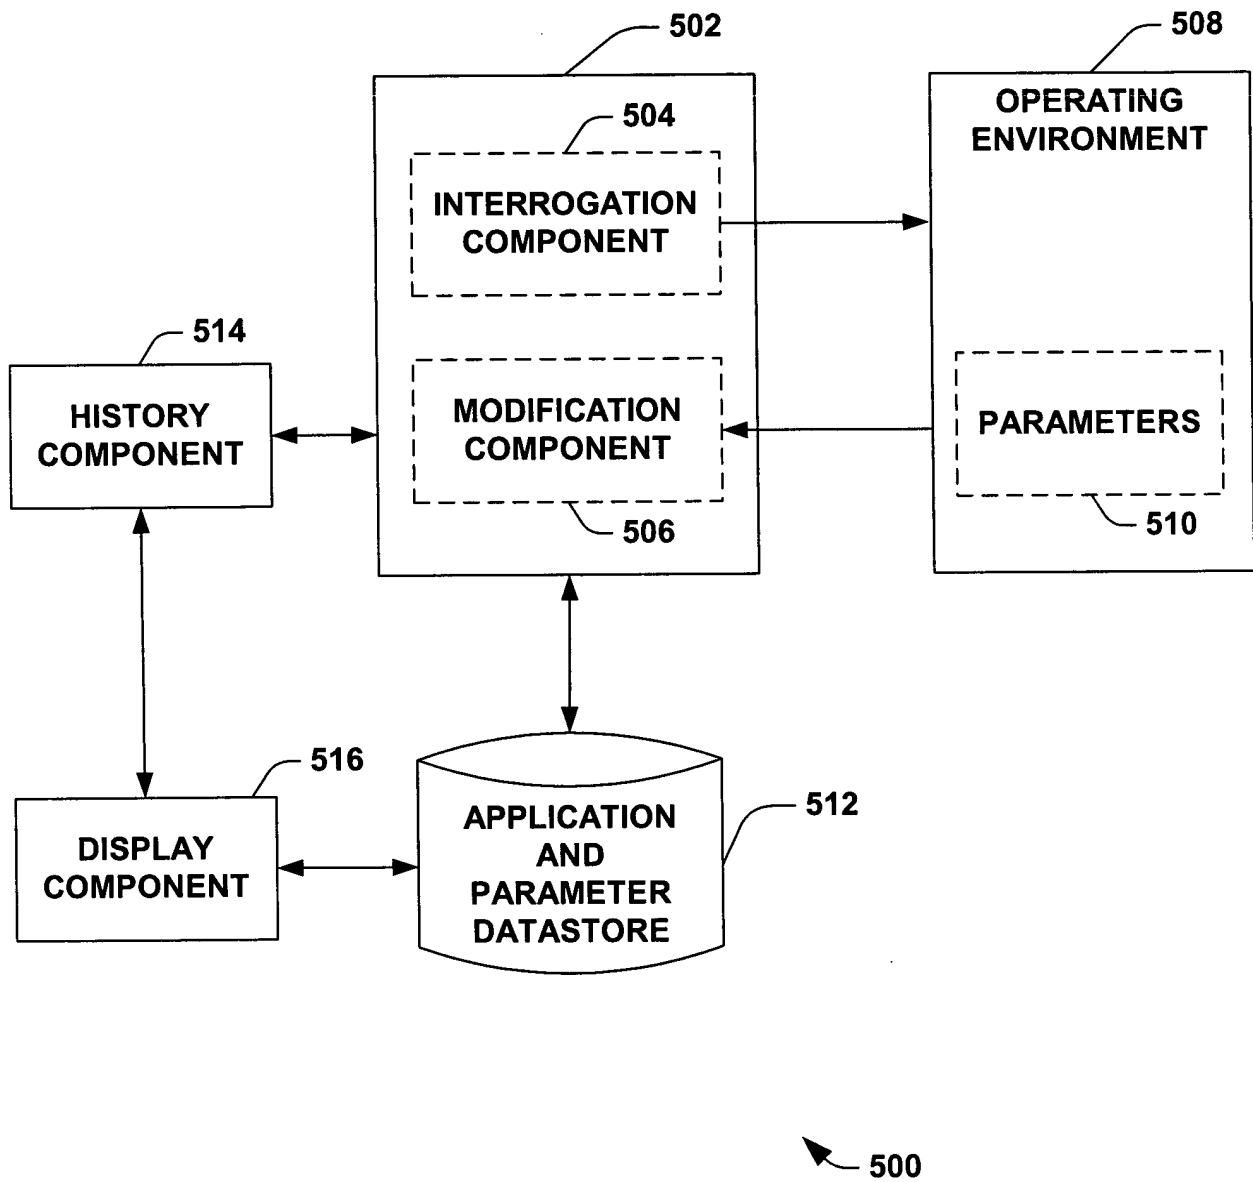 502
508
OPERATING
ENVIRONMENT
504
INTERROGATION
COMPONENT
514
HISTORY
COMPONENT
MODIFICATION
COMPONENT
506
PARAMETERS
510
516
DISPLAY
COMPONENT
512
APPLICATION
AND
PARAMETER
DATASTORE
500